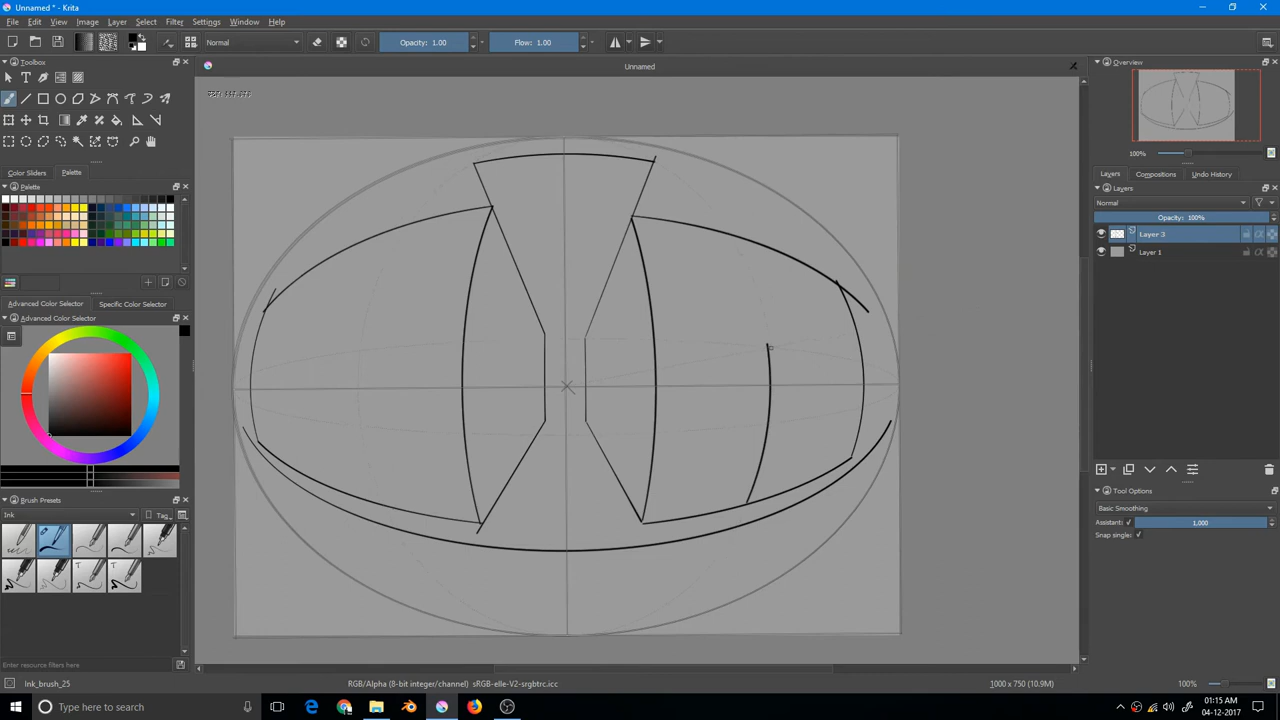 Unnamed * - Krita
File Edit View Image Layer Select Filter Settings Window Help
Normal
Opacity: 1.00
Flow: 1.00
Toolbox
Unnamed
Overview
100%
Color Sliders
Palette
Palette
Layers
Compositions
Undo History
Layers
Normal
Opacity: 100%
Layer 3
Layer 1
Advanced Color Selector
Specific Color Selector
Advanced Color Selector
Tool Options
Basic Smoothing
Assistant:
1,000
Snap single:
Brush Presets
Ink
Tag
Enter resource filters here
Ink_brush_25
RGB/Alpha (8-bit integer/channel) sRGB-elle-V2-srgbtrc.icc
1000 x 750 (10.9M)
100%
Type here to search
01:15 AM
04-12-2017